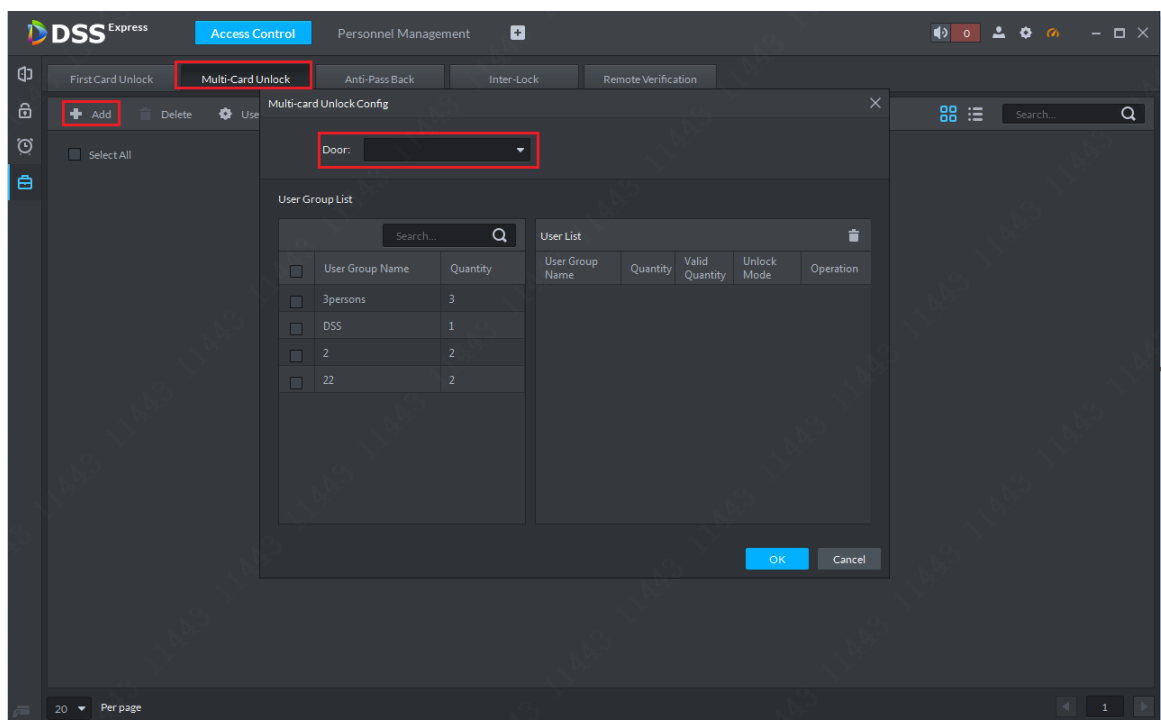 DSS Express Access Control Personnel Management 0
First Card Unlock Multi-Card Unlock Anti-Pass Back Inter-Lock Remote Verification
Add Delete Use Search...
Multi-card Unlock Config
Select All
Door:
User Group List
Search... User List
User Group Name Quantity
User Group Name Quantity Valid Quantity Unlock Mode Operation
3persons 3
DSS 1
2 2
22 2
OK Cancel
20 Per page 1
11443 11443